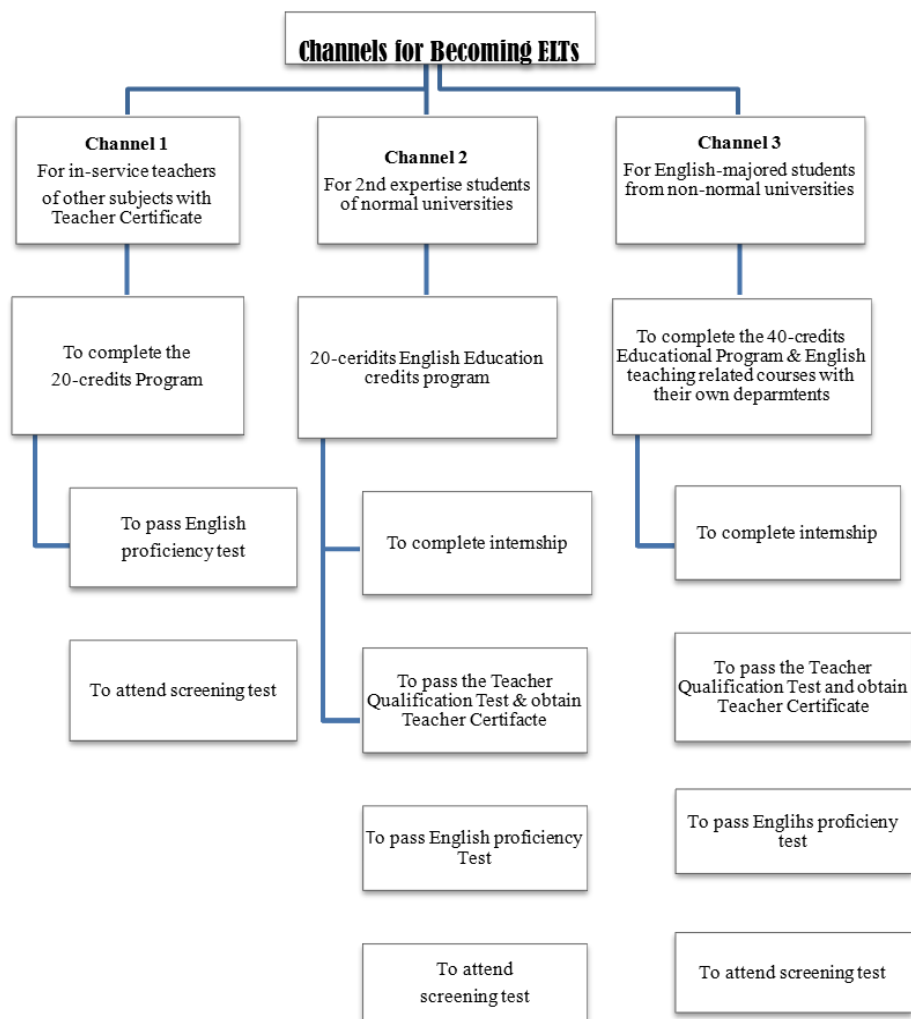 Channels for Becoming ELTs
Channel 1
For in-service teachers
of other subjects with
Teacher Certificate
Channel 2
For 2nd expertise students
of normal universities
Channel 3
For English-majored students
from non-normal universities
To complete the
20-credits Program
20-ceridits English Education
credits program
To complete the 40-credits
Educational Program & English
teaching related courses with
their own deparmtents
To pass English
proficiency test
To complete internship
To complete internship
To attend screening test
To pass the Teacher
Qualification Test & obtain
Teacher Certifacte
To pass the Teacher
Qualification Test and obtain
Teacher Certificate
To pass English proficiency
Test
To pass Englihs proficieny
test
To attend
screening test
To attend screening test